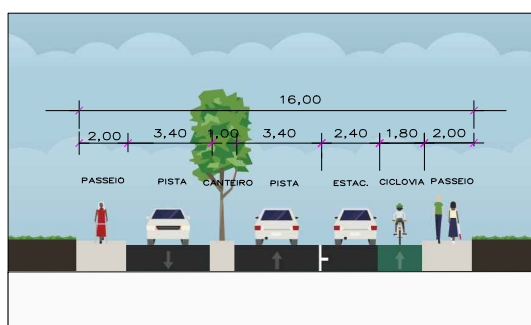 16,00
2,00 3,40 1,00 3,40 2,40 1,80 2,00
PASSEIO PISTA CANTEIRO PISTA ESTAC. CICLOVIA PASSEIO